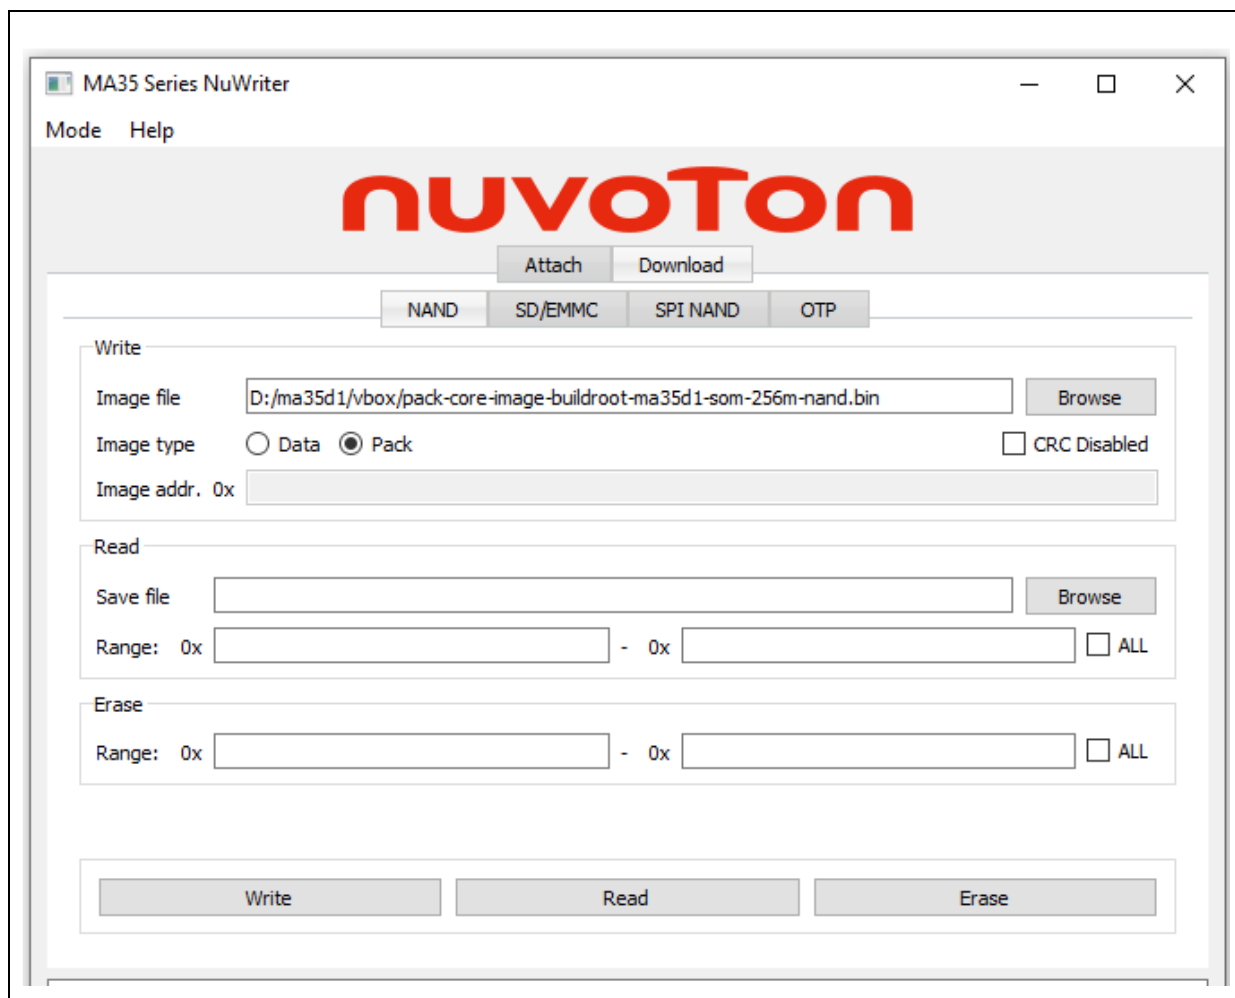 MA35 Series NuWriter
Mode Help
nuvoTon
Attach Download
NAND SD/EMMC SPI NAND OTP
Write
Image file D:/ma35d1/vbox/pack-core-image-buildroot-ma35d1-som-256m-nand.bin Browse
Image type Data Pack CRC Disabled
Image addr. 0x
Read
Save file Browse
Range: 0x - 0x ALL
Erase
Range: 0x - 0x ALL
Write Read Erase